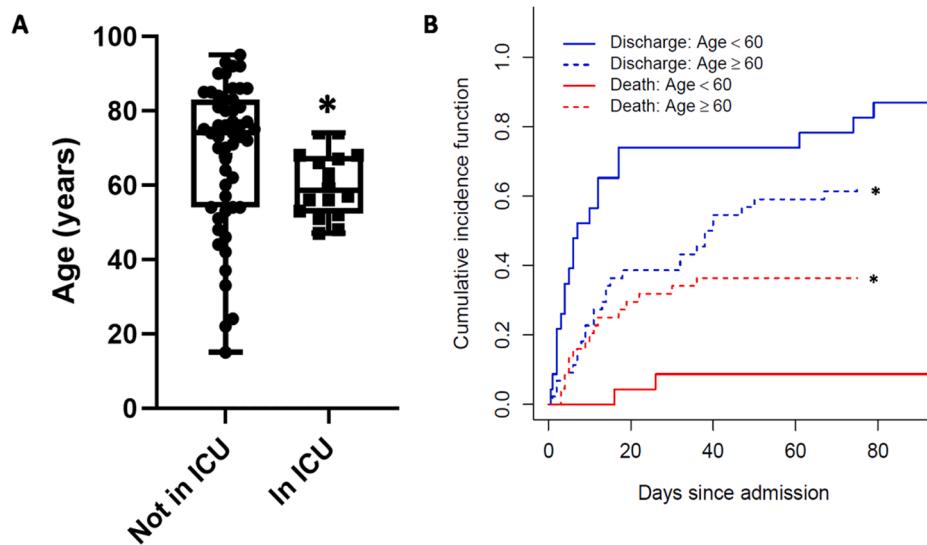 A
Age (years)
100
80
60
40
20
0
*
Not in ICU
In ICU
B
Cumulative incidence function
1.0
0.8
0.6
0.4
0.2
0.0
Discharge: Age < 60
Discharge: Age ≥ 60
Death: Age < 60
Death: Age ≥ 60
*
*
0 20 40 60 80
Days since admission